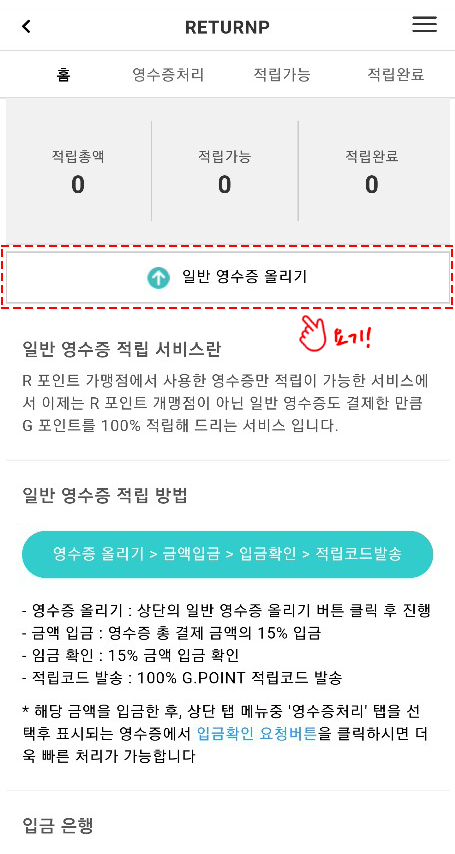 RETURNP
홈 영수증처리 적립가능 적립완료
적립총액 적립가능 적립완료
0 0 0
일반 영수증 올리기
요기!
일반 영수증 적립 서비스란
R 포인트 가맹점에서 사용한 영수증만 적립이 가능한 서비스에
서 이제는 R 포인트 개맹점이 아닌 일반 영수증도 결제한 만큼
G 포인트를 100% 적립해 드리는 서비스 입니다.
일반 영수증 적립 방법
영수증 올리기 > 금액입금 > 입금확인 > 적립코드발송
- 영수증 올리기 : 상단의 일반 영수증 올리기 버튼 클릭 후 진행
- 금액 입금 : 영수증 총 결제 금액의 15% 입금
- 임금 확인 : 15% 금액 입금 확인
- 적립코드 발송 : 100% G.POINT 적립코드 발송
* 해당 금액을 입금한 후, 상단 탭 메뉴중 '영수증처리' 탭을 선
택후 표시되는 영수증에서 입금확인 요청버튼을 클릭하시면 더
욱 빠른 처리가 가능합니다
입금 은행